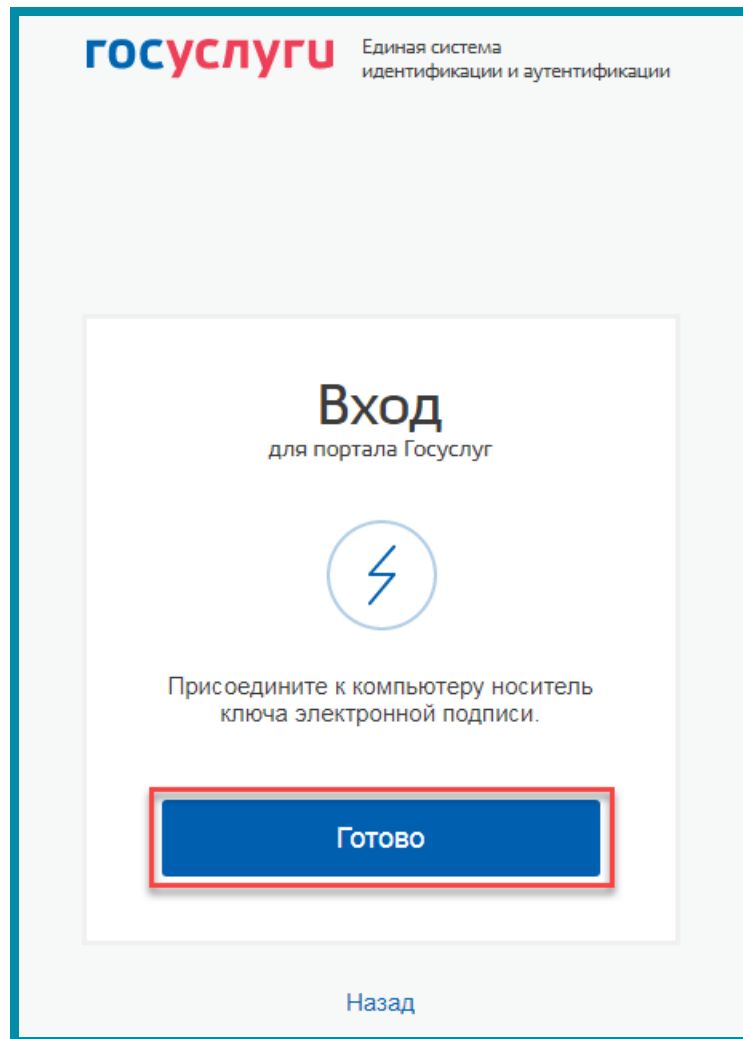 госуслуги
Единая система
идентификации и аутентификации
Вход
для портала Госуслуг
Присоедините к компьютеру носитель
ключа электронной подписи.
Готово
Назад